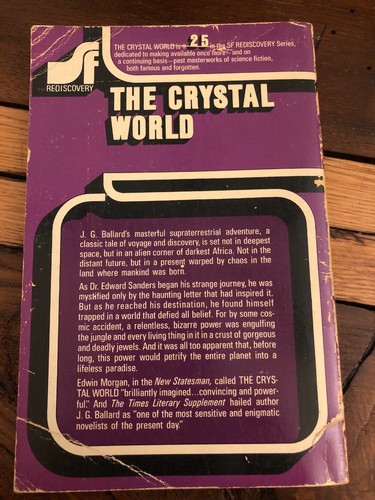 THE CRYSTAL WORLD is # 25 in the SF REDISCOVERY Series,
dedicated to making available once more—and on
a continuing basis—past masterworks of science fiction,
both famous and forgotten.
SF
REDISCOVERY
THE CRYSTAL
WORLD
J. G. Ballard's masterful supraterrestrial adventure, a
classic tale of voyage and discovery, is set not in deepest
space, but in an alien corner of darkest Africa. Not in the
distant future, but in a present warped by chaos in the
land where mankind was born.
As Dr. Edward Sanders began his strange journey, he was
mystified only by the haunting letter that had inspired it.
But as he reached his destination, he found himself
trapped in a world that defied all belief. For by some cos-
mic accident, a relentless, bizarre power was engulfing
the jungle and every living thing in it in a crust of gorgeous
and deadly jewels. And it was all too apparent that, before
long, this power would petrify the entire planet into a
lifeless paradise.
Edwin Morgan, in the New Statesman, called THE CRYS-
TAL WORLD "brilliantly imagined...convincing and power-
ful." And The Times Literary Supplement hailed author
J. G. Ballard as "one of the most sensitive and enigmatic
novelists of the present day."